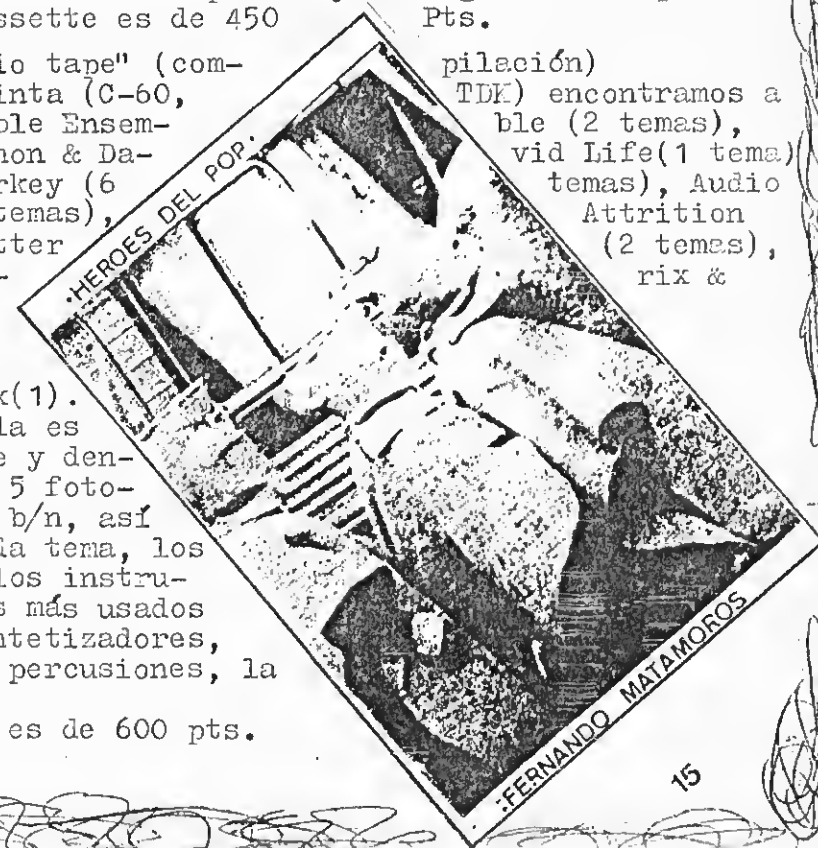 ssette es de 450 Pts.
io tape" (com- pilación)
inta (C-60, TDK) encontramos a
ole Ensem- ble (2 temas),
non & Da- vid Life(1 tema)
rkey (6 temas), Audio
temas), Attrition
tter (2 temas),
- rix &
x(1).
la es
e y den-
5 foto-
b/n, así
da tema, los
los instru-
s más usados
ntetizadores,
percusiones, la
es de 600 pts.
·HEROES DEL POP·
·FERNANDO MATAMOROS·
15